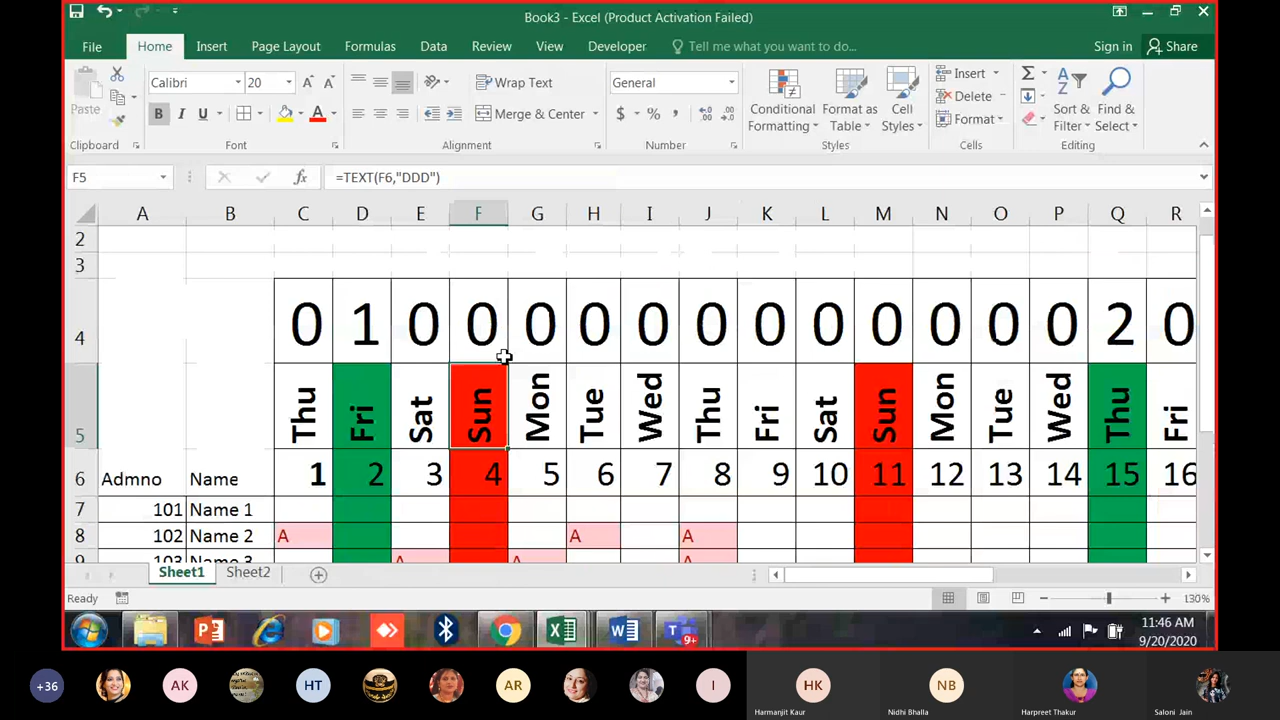 Book3 - Excel (Product Activation Failed)
File Home Insert Page Layout Formulas Data Review View Developer Tell me what you want to do... Sign in Share
Calibri 20 Wrap Text General Insert
Paste B I U Merge & Center $ % , Conditional Formatting Format as Table Cell Styles Delete Format Sort & Filter Find & Select
Clipboard Font Alignment Number Styles Cells Editing
F5 fx =TEXT(F6,"DDD")
A B C D E F G H I J K L M N O P Q R
2
3
4 0 1 0 0 0 0 0 0 0 0 0 0 0 0 2 0
5 Thu Fri Sat Sun Mon Tue Wed Thu Fri Sat Sun Mon Tue Wed Thu Fri
6 Admno Name 1 2 3 4 5 6 7 8 9 10 11 12 13 14 15 16
7 101 Name 1
8 102 Name 2 A A A
9 103 Name 3 A A A
Sheet1 Sheet2
Ready 130%
9+ 11:46 AM
9/20/2020
+36 AK HT AR I HK NB
Harmanjit Kaur Nidhi Bhalla Harpreet Thakur Saloni Jain